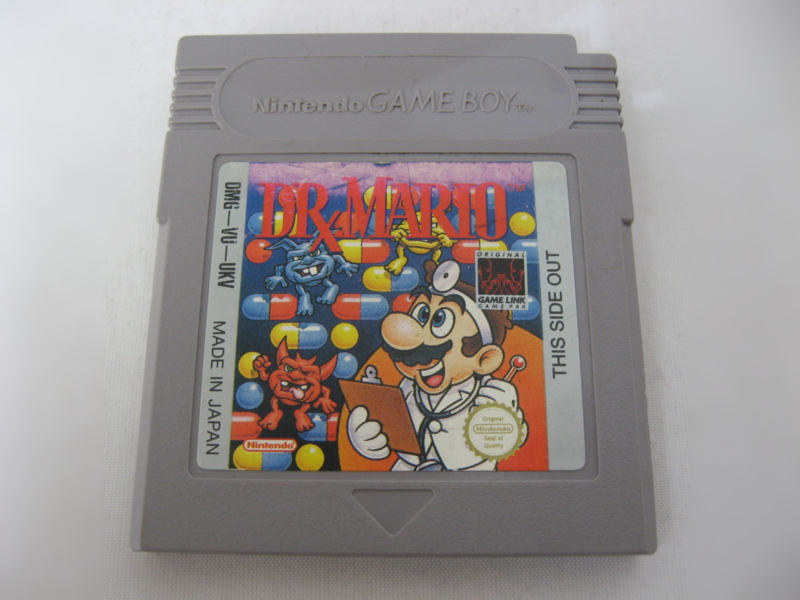 Nintendo GAME BOY TM
DR. MARIO TM
DMG-VU-UKV
MADE IN JAPAN
ORIGINAL
GAME LINK
GAME PAK
THIS SIDE OUT
Nintendo
Original
Nintendo
Seal of
Quality